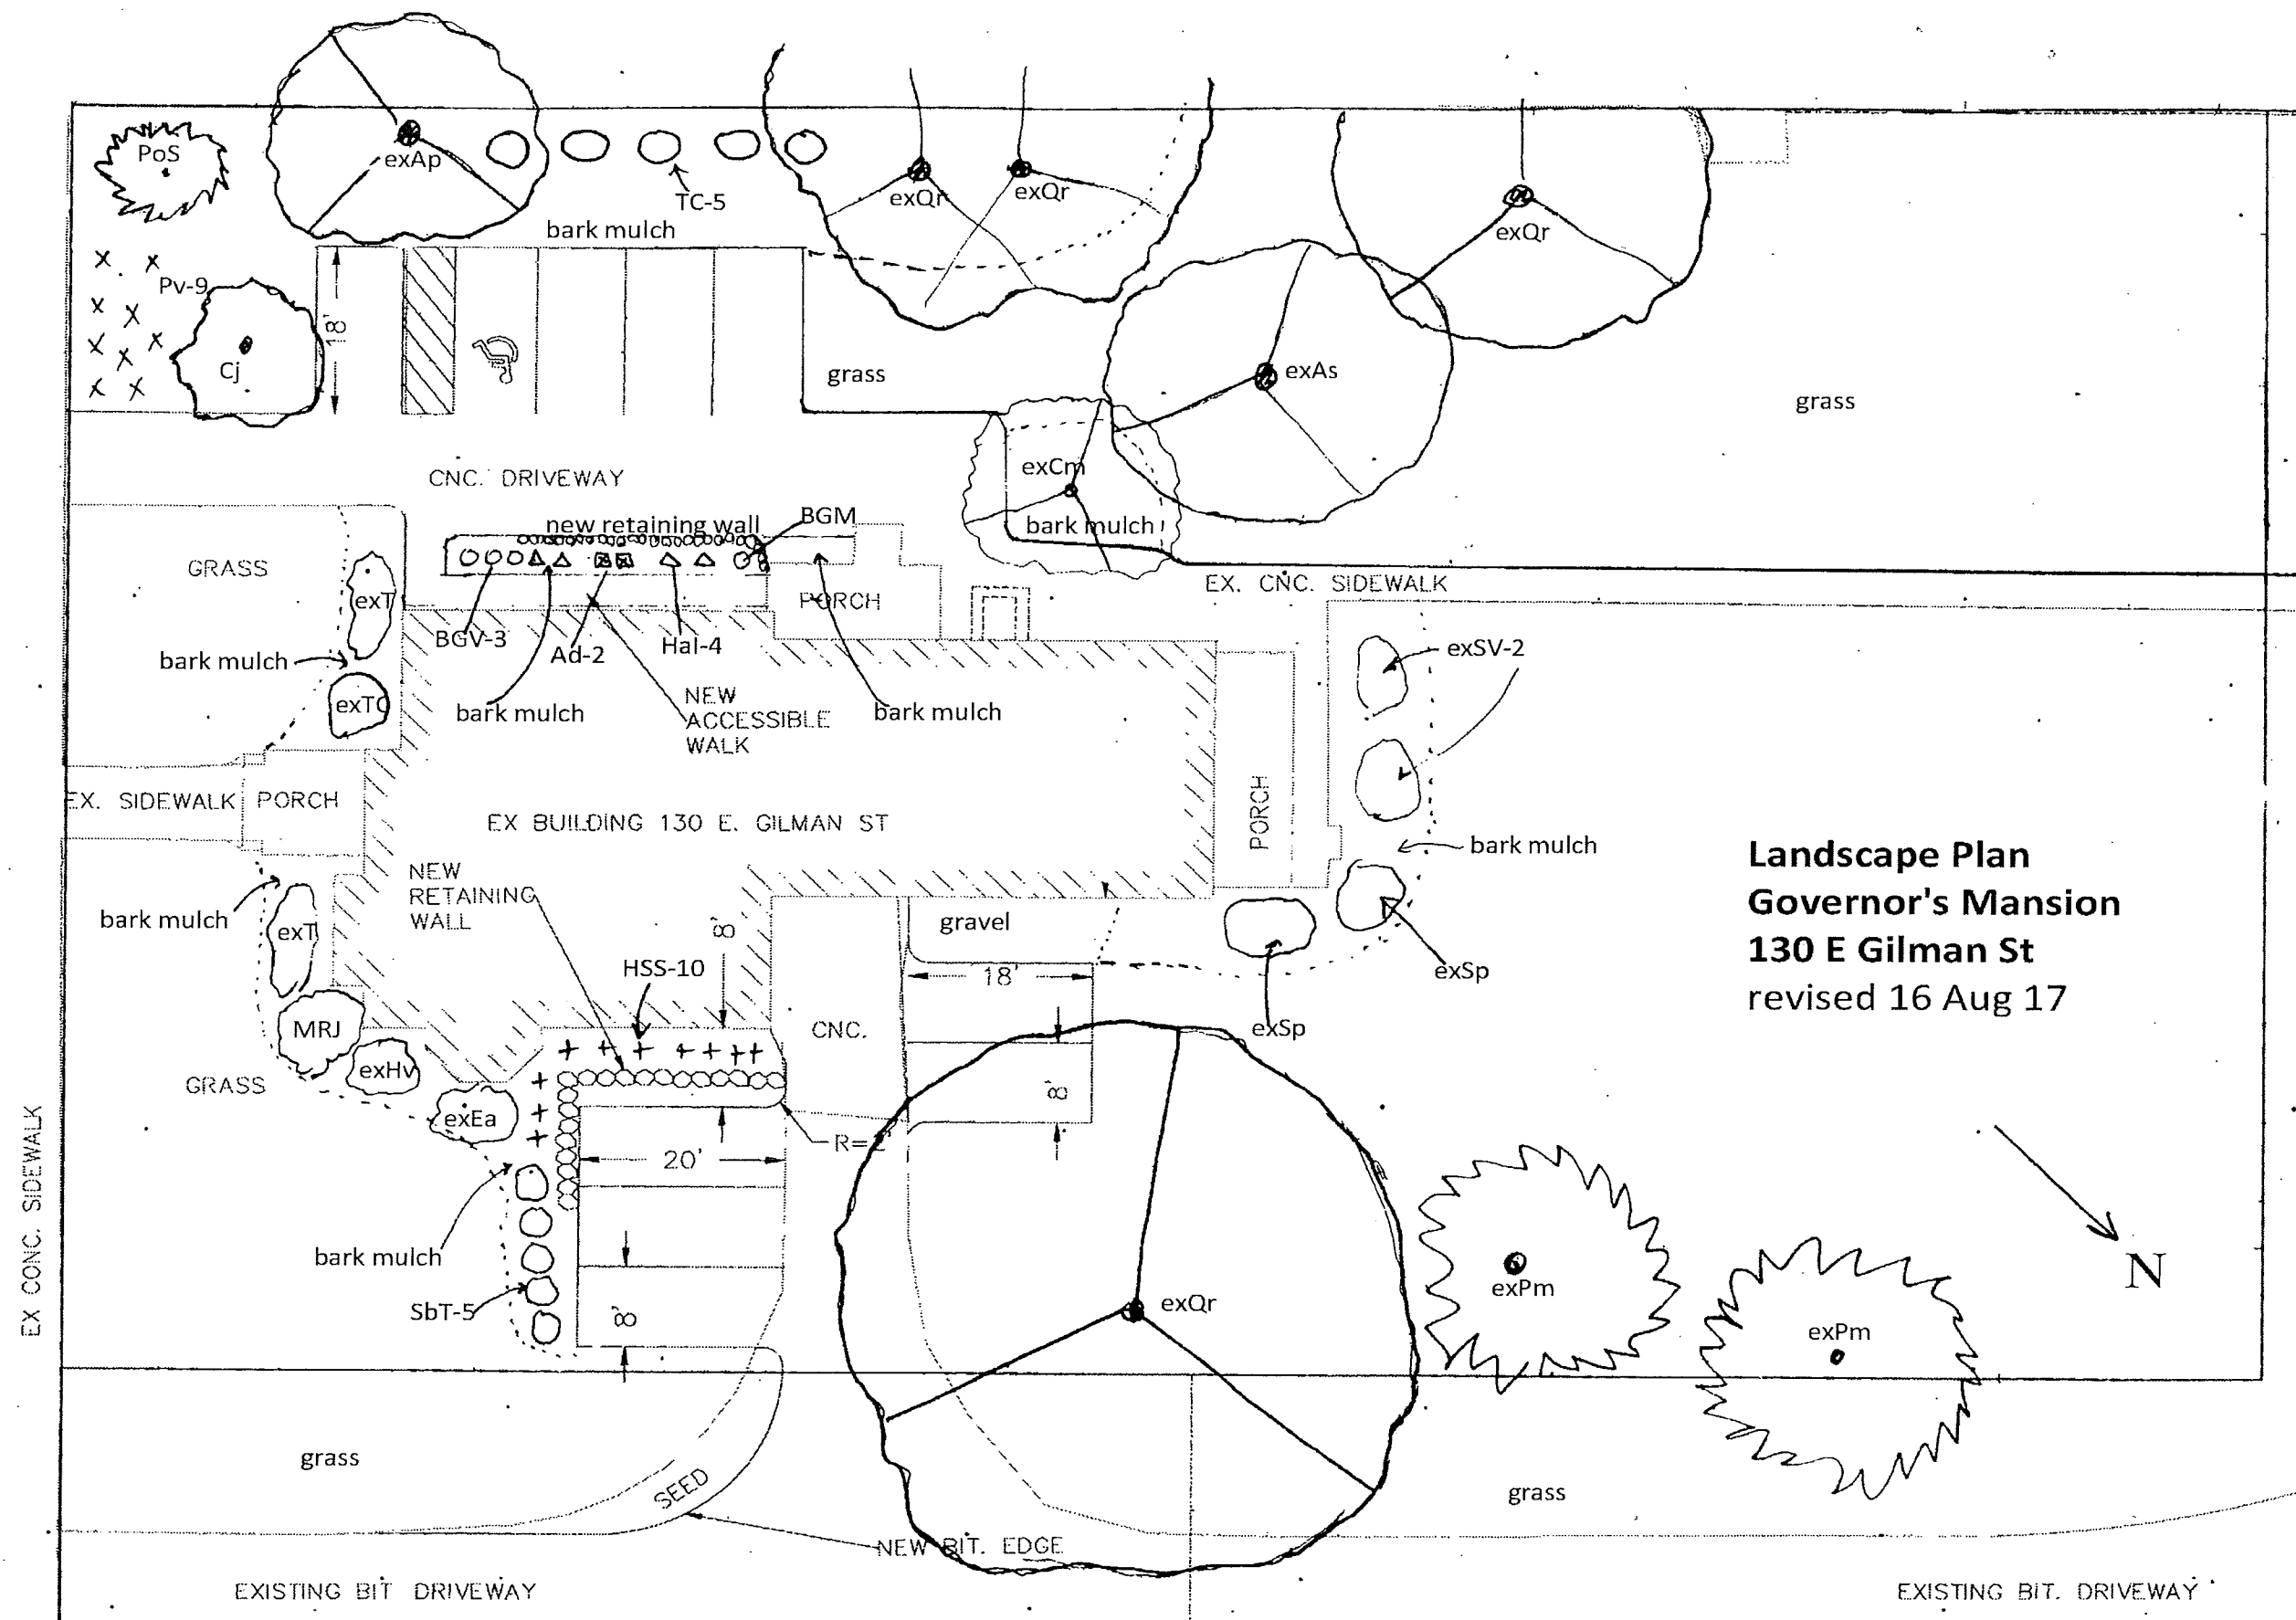 PoS
exAp
TC-5
exQr
exQr
exQr
bark mulch
Pv-9
18'
Cj
grass
exAs
grass
exCm
bark mulch
CNC. DRIVEWAY
new retaining wall
BGM
GRASS
exT
PORCH
EX. CNC. SIDEWALK
BGV-3
Ad-2
Hal-4
exSV-2
bark mulch
exTC
bark mulch
NEW
ACCESSIBLE
WALK
bark mulch
EX. SIDEWALK
PORCH
EX BUILDING 130 E. GILMAN ST
PORCH
bark mulch
NEW
RETAINING
WALL
bark mulch
exT
8'
gravel
HSS-10
18'
exSp
exSp
Landscape Plan
Governor's Mansion
130 E Gilman St
revised 16 Aug 17
MRJ
CNC.
exHv
GRASS
exEa
8'
R=2'
20'
bark mulch
SbT-5
8'
exQr
exPm
exPm
N
EX CONC. SIDEWALK
grass
SEED
grass
NEW BIT. EDGE
EXISTING BIT DRIVEWAY
EXISTING BIT. DRIVEWAY